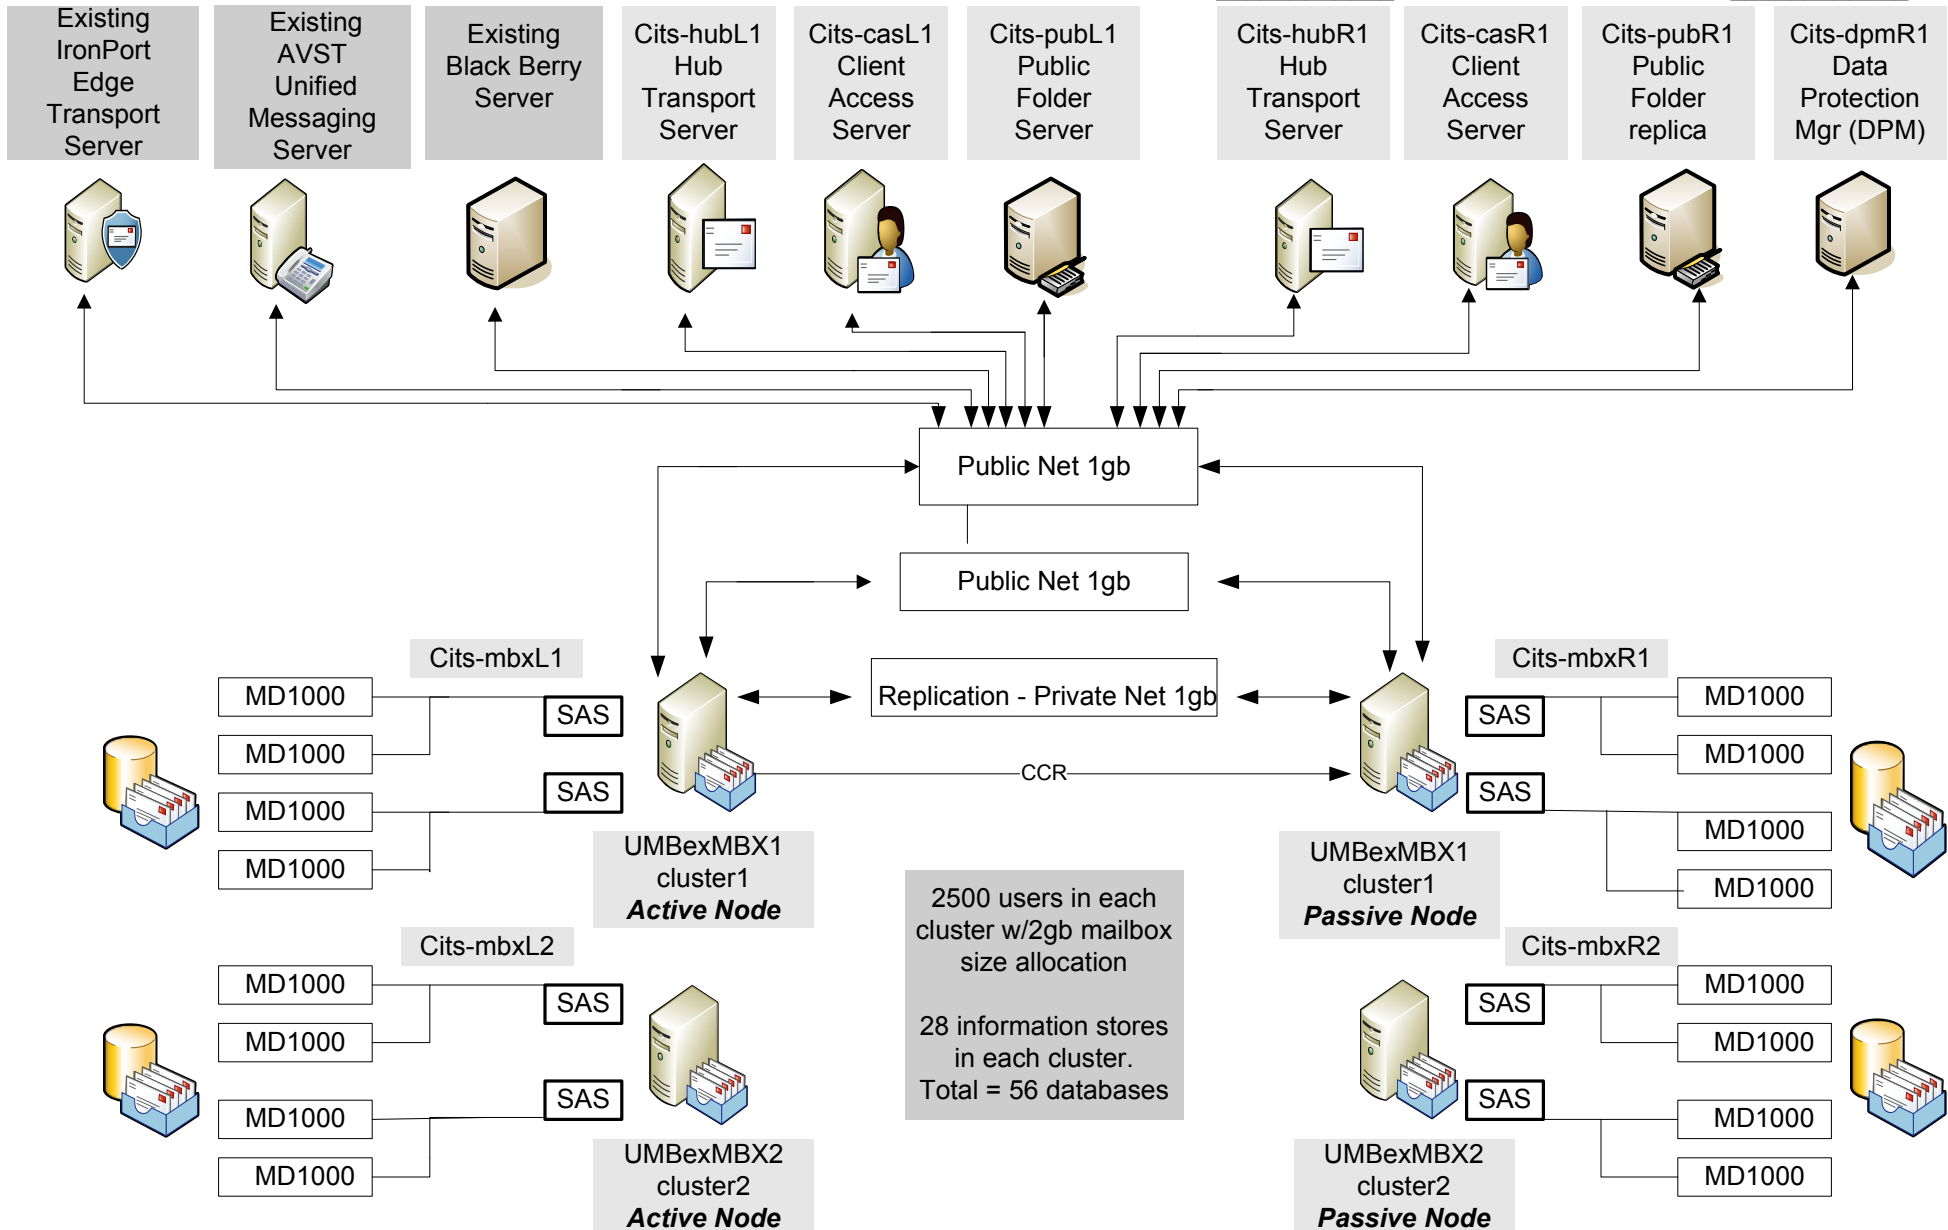 Existing
IronPort
Edge
Transport
Server
Existing
AVST
Unified
Messaging
Server
Existing
Black Berry
Server
Cits-hubL1
Hub
Transport
Server
Cits-casL1
Client
Access
Server
Cits-pubL1
Public
Folder
Server
Cits-hubR1
Hub
Transport
Server
Cits-casR1
Client
Access
Server
Cits-pubR1
Public
Folder
replica
Cits-dpmR1
Data
Protection
Mgr (DPM)
Public Net 1gb
Public Net 1gb
Replication - Private Net 1gb
CCR
Cits-mbxL1
MD1000
MD1000
MD1000
MD1000
SAS
SAS
UMBexMBX1
cluster1
Active Node
Cits-mbxR1
SAS
SAS
MD1000
MD1000
MD1000
MD1000
UMBexMBX1
cluster1
Passive Node
2500 users in each
cluster w/2gb mailbox
size allocation
28 information stores
in each cluster.
Total = 56 databases
Cits-mbxL2
MD1000
MD1000
MD1000
MD1000
SAS
SAS
UMBexMBX2
cluster2
Active Node
Cits-mbxR2
SAS
SAS
MD1000
MD1000
MD1000
MD1000
UMBexMBX2
cluster2
Passive Node